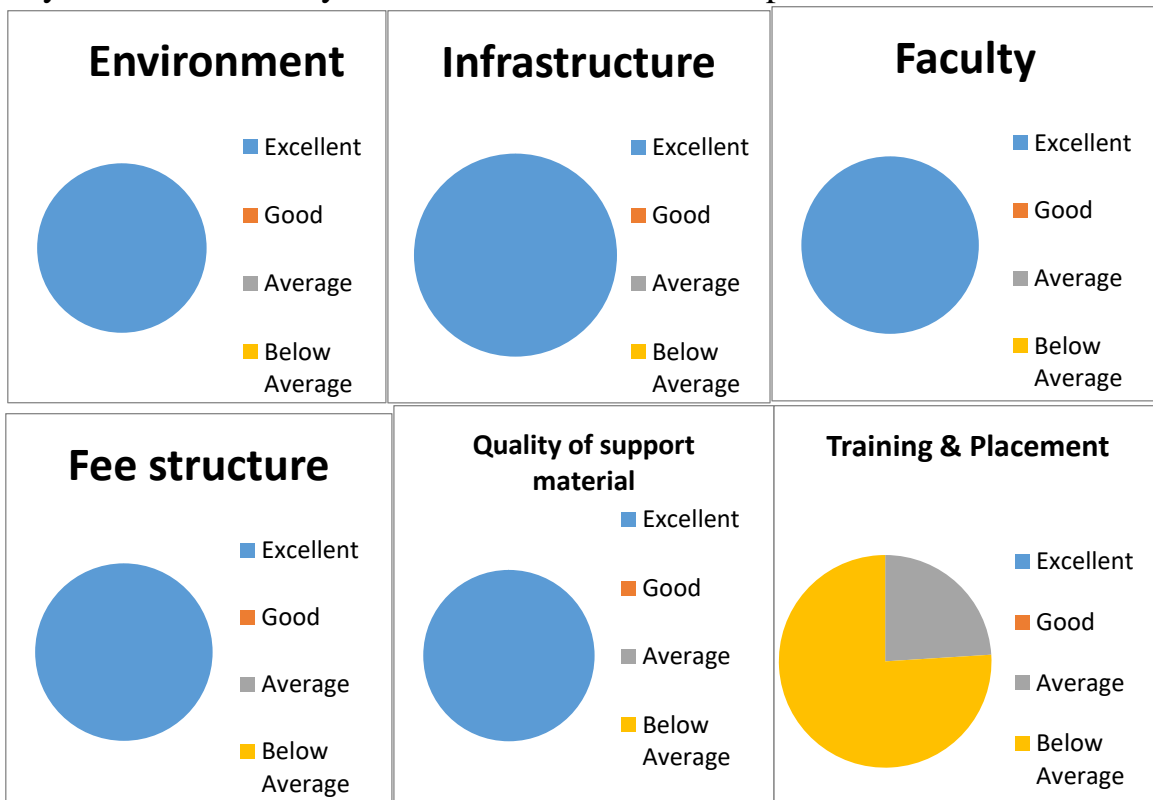 Environment
Excellent
Good
Average
Below
Average
Infrastructure
Excellent
Good
Average
Below
Average
Faculty
Excellent
Good
Average
Below
Average
Fee structure
Excellent
Good
Average
Below
Average
Quality of support
material
Excellent
Good
Average
Below
Average
Training & Placement
Excellent
Good
Average
Below
Average